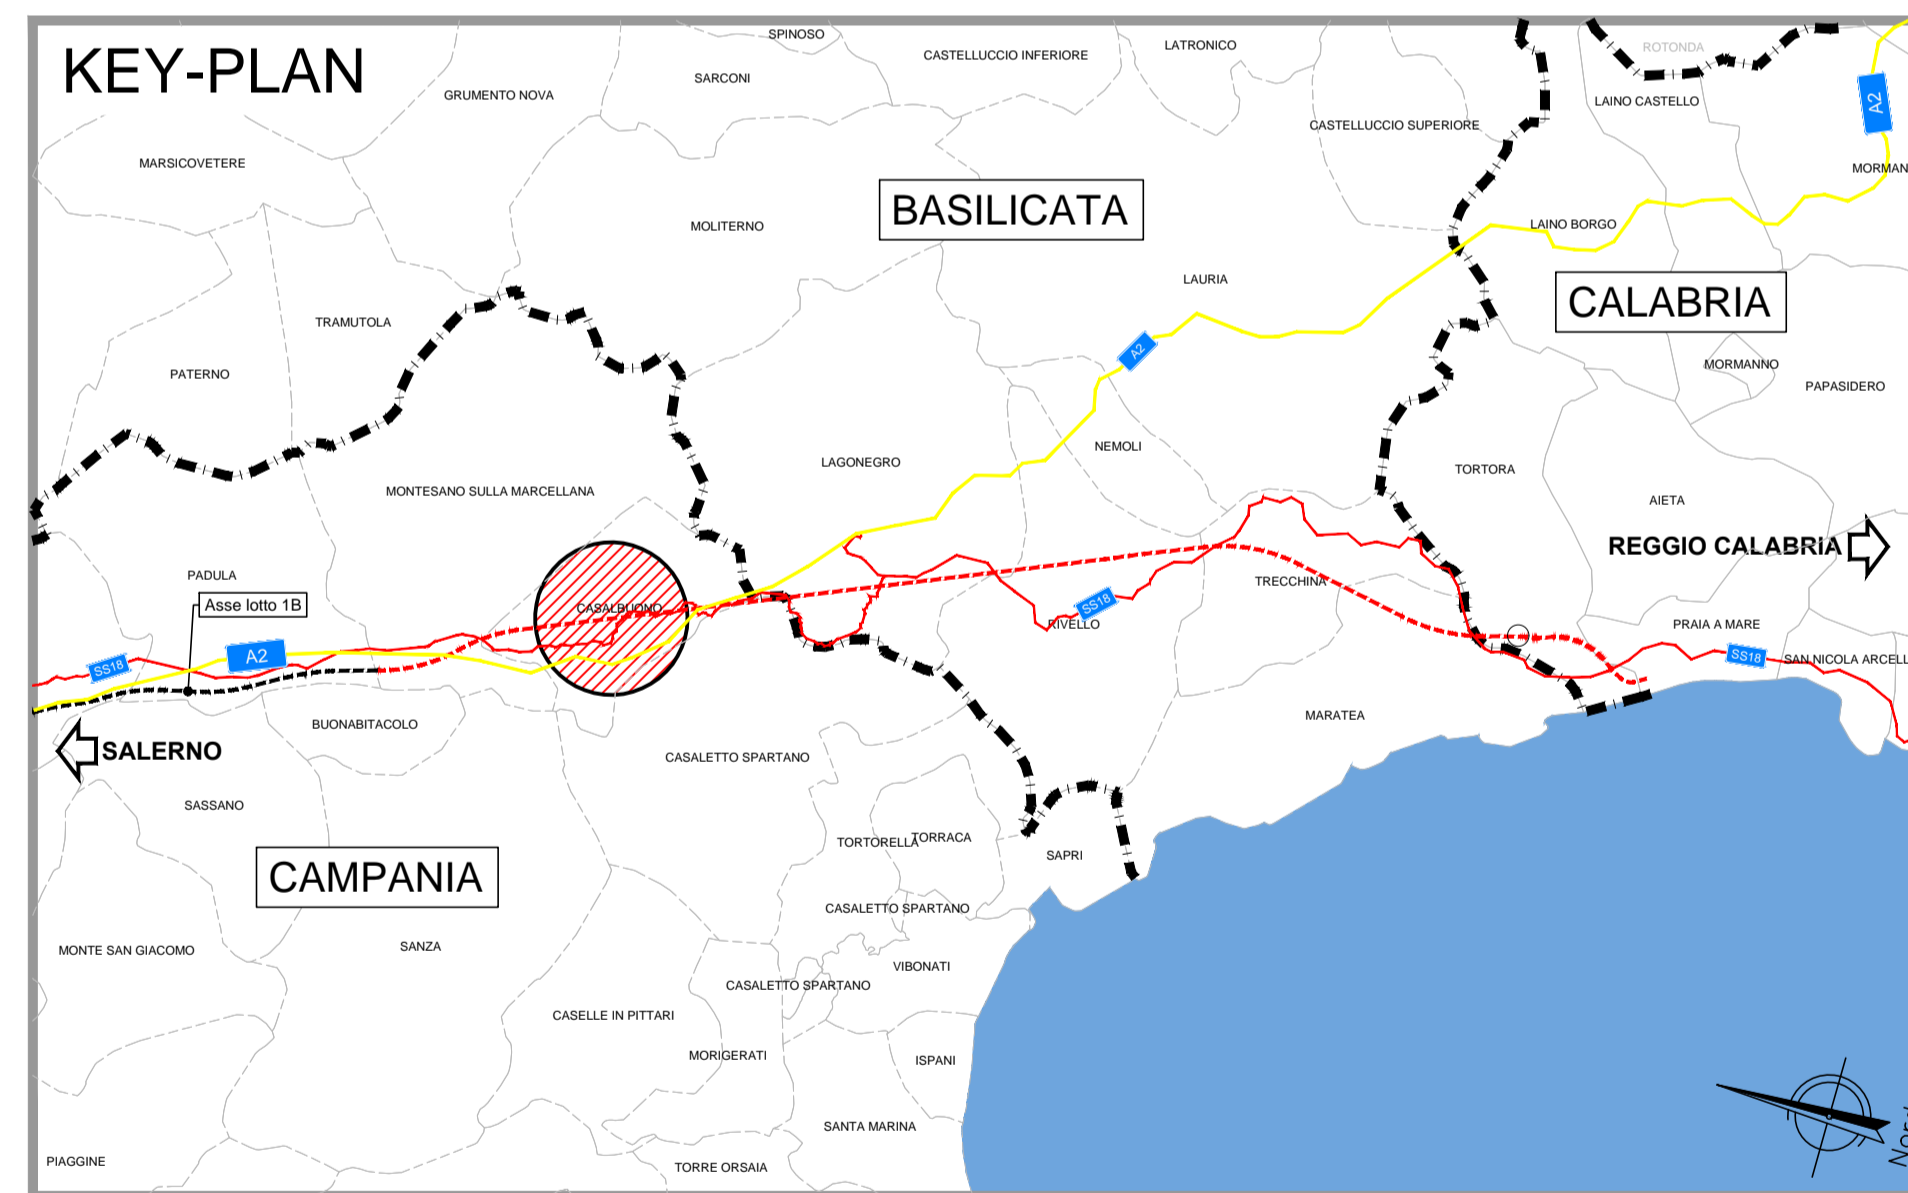 KEY-PLAN
SPINOSO
CASTELLUCCIO INFERIORE
LATRONICO
ROTONDA
SARCONI
GRUMENTO NOVA
LAINO CASTELLO
A2
CASTELLUCCIO SUPERIORE
MARSICOVETERE
MORMAN
BASILICATA
MOLITERNO
LAINO BORGO
LAURIA
CALABRIA
TRAMUTOLA
A2
MORMANNO
PATERNO
PAPASIDERO
NEMOLI
LAGONEGRO
TORTORA
MONTESANO SULLA MARCELLANA
AIETA
REGGIO CALABRIA
PADULA
TRECCHINA
Asse lotto 1B
CASALBUONO
SS18
RIVELLO
PRAIA A MARE
A2
SS18
SAN NICOLA ARCELL
SS18
MARATEA
BUONABITACOLO
SALERNO
CASALETTO SPARTANO
SASSANO
TORRACA
TORTORELLA
SAPRI
CAMPANIA
CASALETTO SPARTANO
SANZA
MONTE SAN GIACOMO
VIBONATI
CASALETTO SPARTANO
CASELLE IN PITTARI
MORIGERATI
ISPANI
SANTA MARINA
Nord
PIAGGINE
TORRE ORSAIA